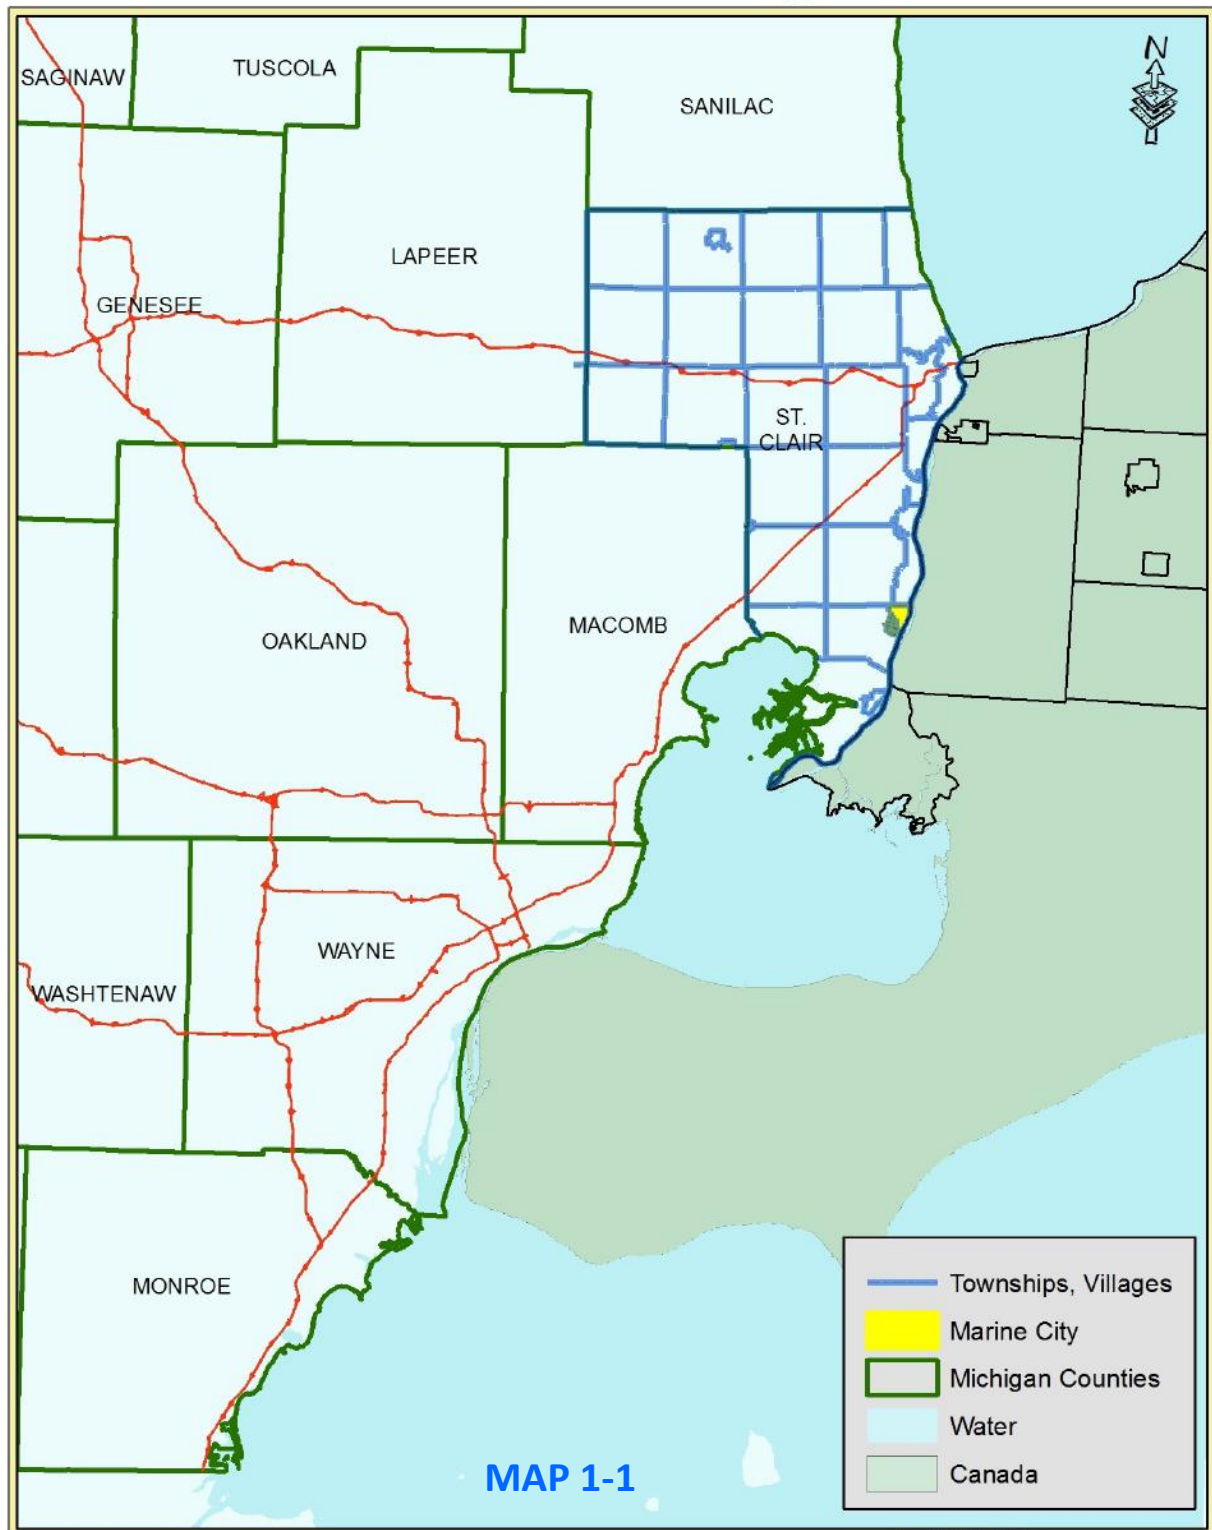 N
SAGINAW
TUSCOLA
SANILAC
LAPEER
GENESEE
ST.
CLAIR
OAKLAND
MACOMB
WAYNE
WASHTENAW
MONROE
Townships, Villages
Marine City
Michigan Counties
Water
Canada
MAP 1-1